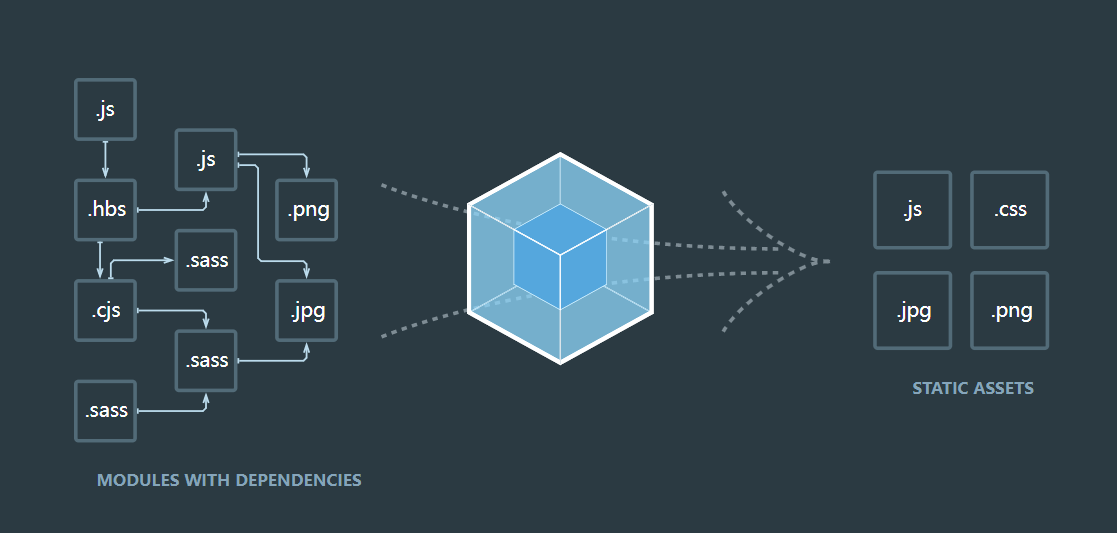 .js
.js
.hbs
.png
.sass
.cjs
.jpg
.sass
.sass
MODULES WITH DEPENDENCIES
.js
.css
.jpg
.png
STATIC ASSETS